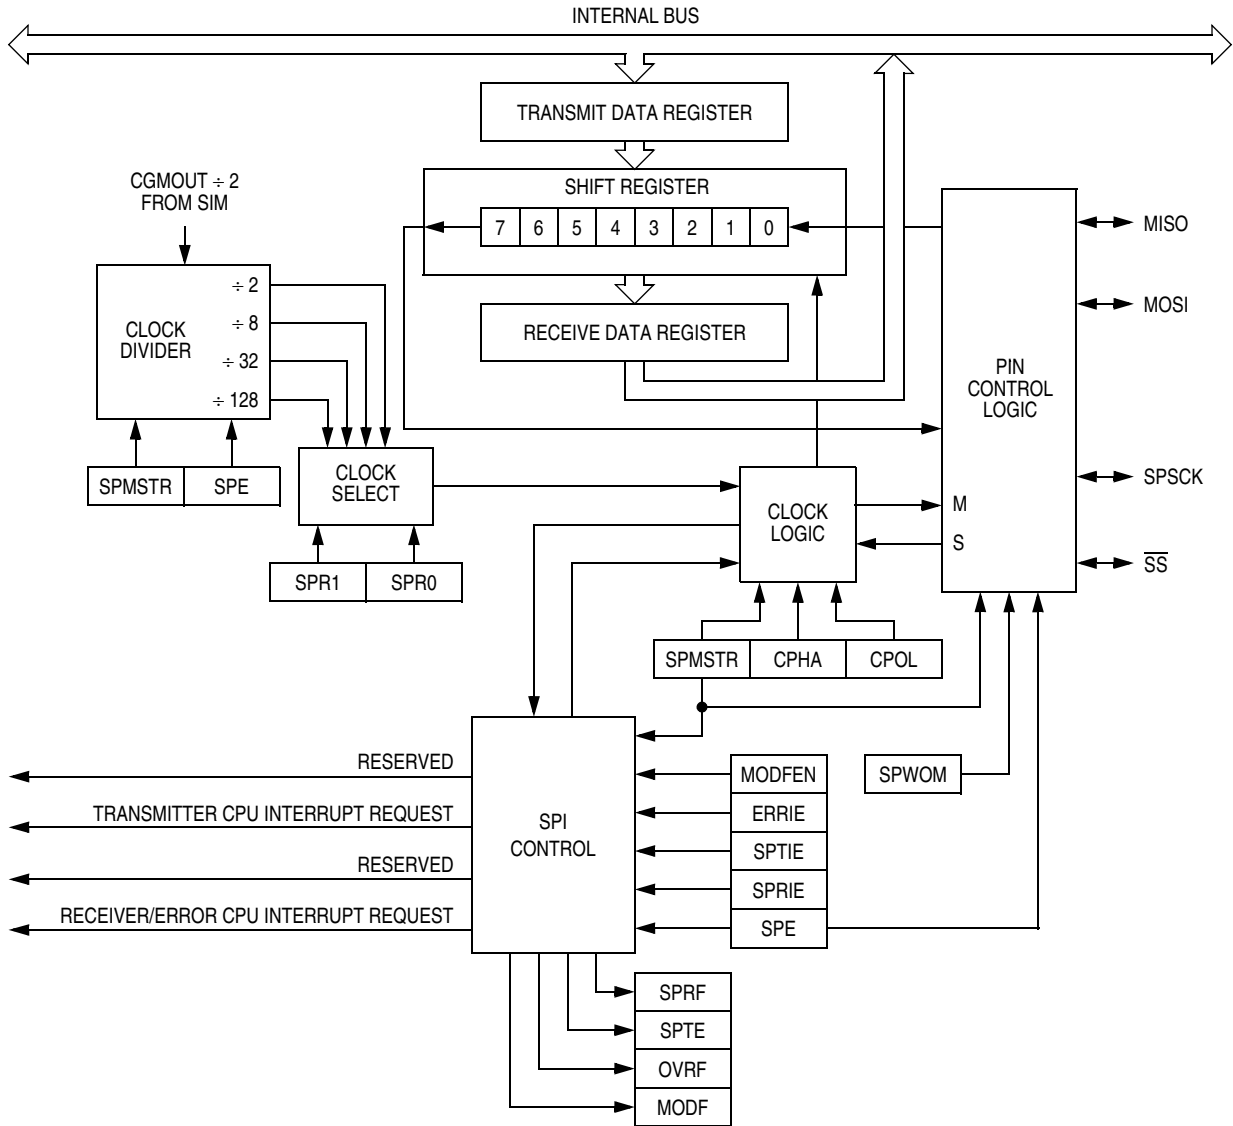 INTERNAL BUS
TRANSMIT DATA REGISTER
SHIFT REGISTER
7 6 5 4 3 2 1 0
RECEIVE DATA REGISTER
CGMOUT ÷ 2
FROM SIM
CLOCK
DIVIDER
÷ 2
÷ 8
÷ 32
÷ 128
SPMSTR SPE
CLOCK
SELECT
SPR1 SPR0
CLOCK
LOGIC
PIN
CONTROL
LOGIC
M
S
MISO
MOSI
SPSCK
S̅S̅
SPMSTR CPHA CPOL
RESERVED
TRANSMITTER CPU INTERRUPT REQUEST
RESERVED
RECEIVER/ERROR CPU INTERRUPT REQUEST
SPI
CONTROL
MODFEN
ERRIE
SPTIE
SPRIE
SPE
SPWOM
SPRF
SPTE
OVRF
MODF